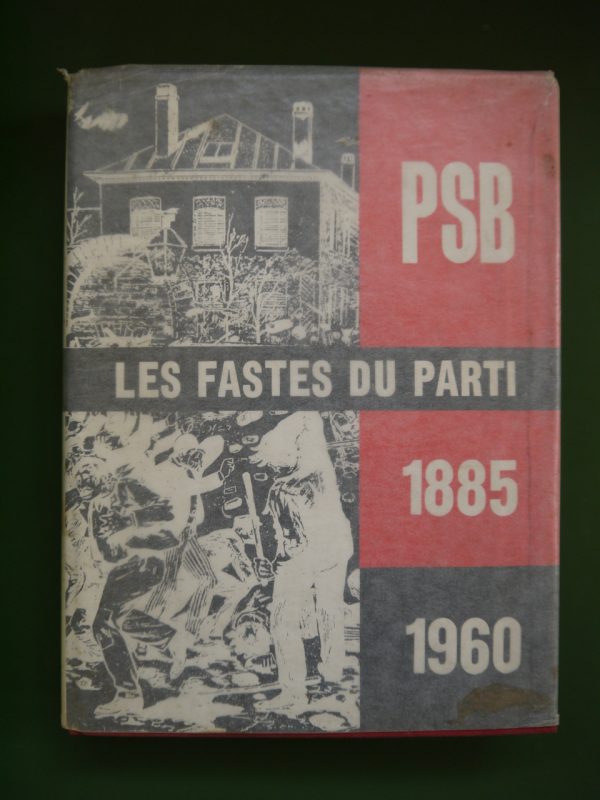 PSB
LES FASTES DU PARTI
1885
1960